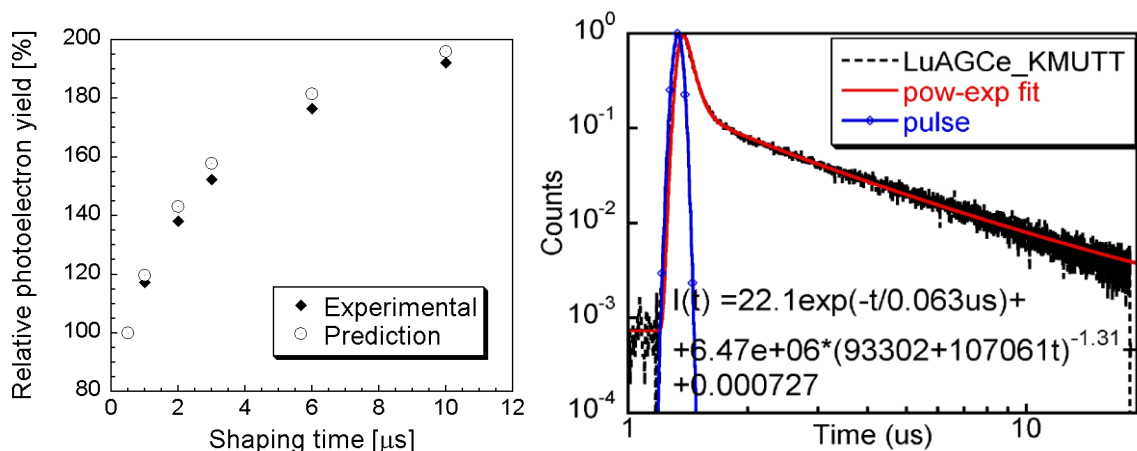 Relative photoelectron yield [%]
200
180
160
140
120
100
80
Experimental
Prediction
0 2 4 6 8 10 12
Shaping time [μs]
Counts
10⁰
10⁻¹
10⁻²
10⁻³
10⁻⁴
LuAGCe_KMUTT
pow-exp fit
pulse
I(t) =22.1exp(-t/0.063us)+
+6.47e+06*(93302+107061t)⁻¹·³¹+
+0.000727
1 10
Time (us)